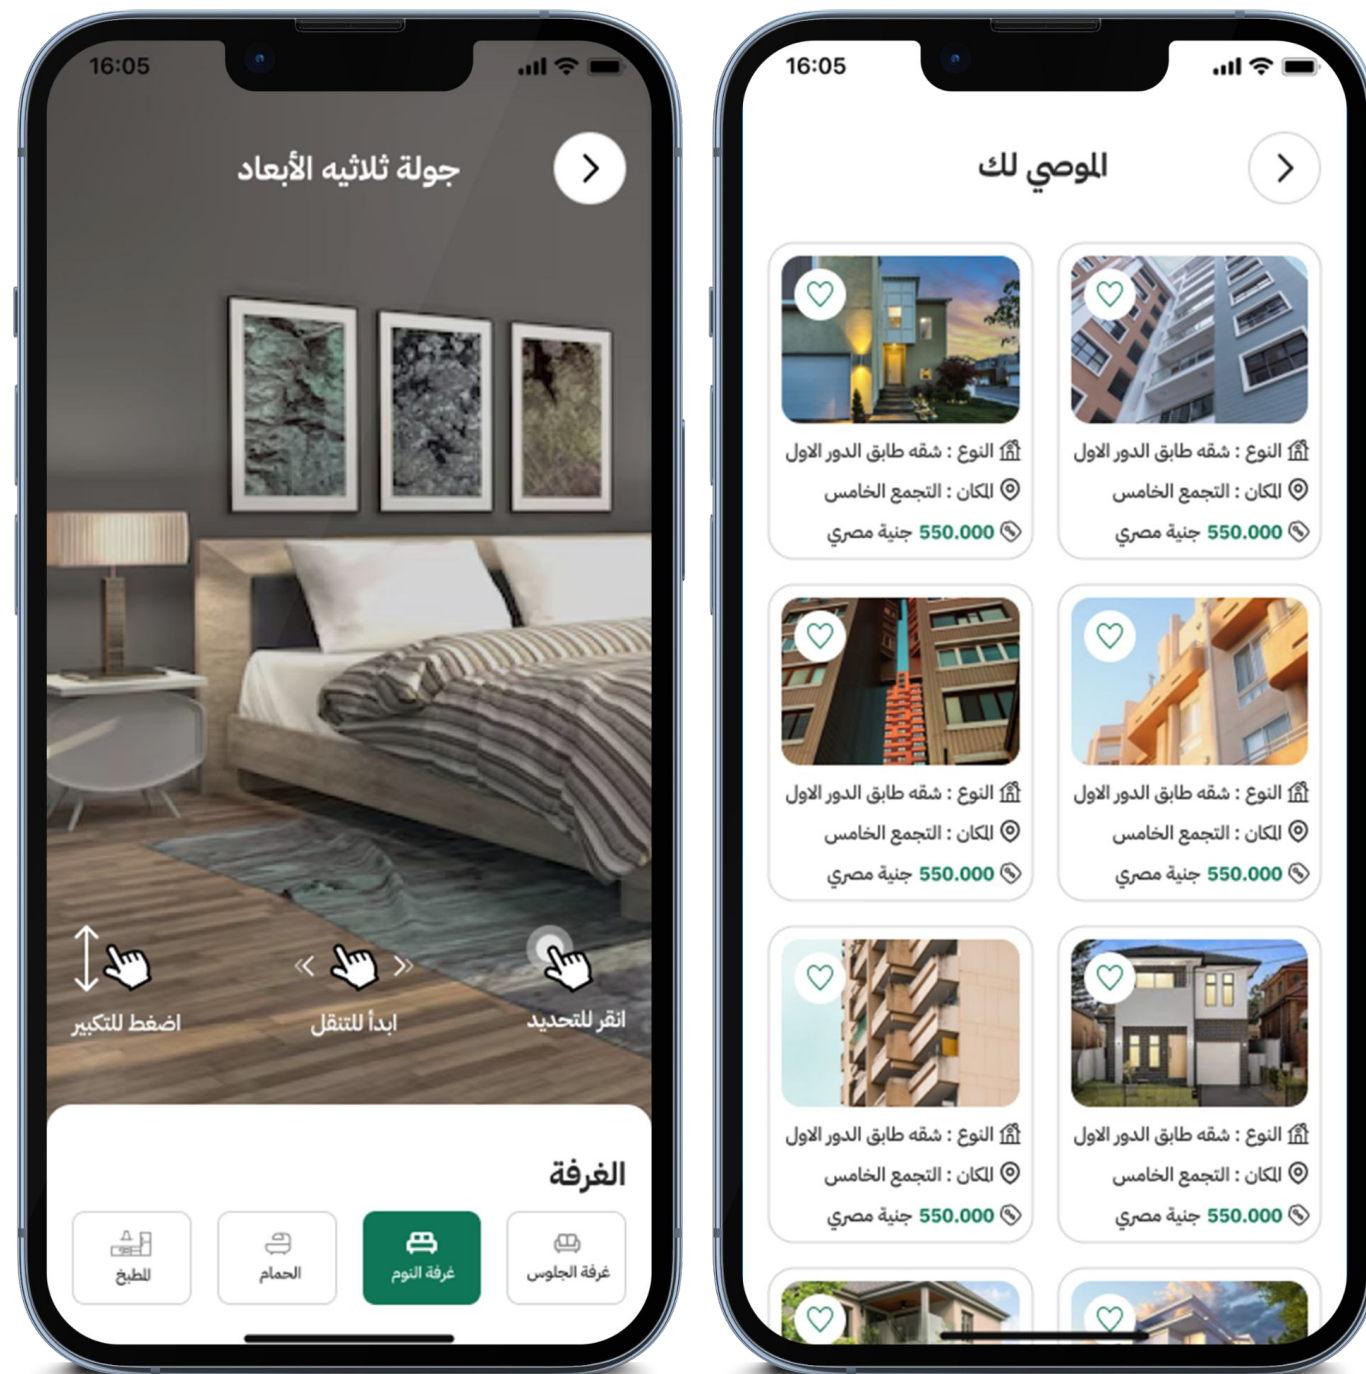 16:05
جولة ثلاثيه الأبعاد
انقر للتحديد
ابدأ للتنقل
اضغط للتكبير
الغرفة
غرفة الجلوس
غرفة النوم
الحمام
المطبخ
16:05
الموصي لك
النوع : شقه طابق الدور الاول
المكان : التجمع الخامس
550.000 جنية مصري
النوع : شقه طابق الدور الاول
المكان : التجمع الخامس
550.000 جنية مصري
النوع : شقه طابق الدور الاول
المكان : التجمع الخامس
550.000 جنية مصري
النوع : شقه طابق الدور الاول
المكان : التجمع الخامس
550.000 جنية مصري
النوع : شقه طابق الدور الاول
المكان : التجمع الخامس
550.000 جنية مصري
النوع : شقه طابق الدور الاول
المكان : التجمع الخامس
550.000 جنية مصري